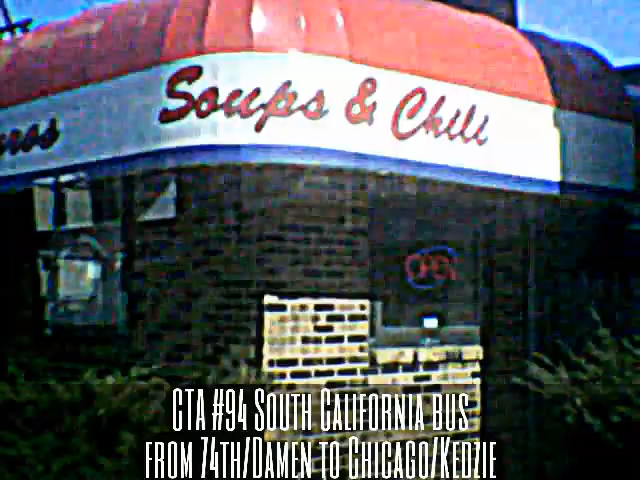 Soups & Chili
OPEN
CTA #94 South California bus
from 74th/Damen to Chicago/Kedzie